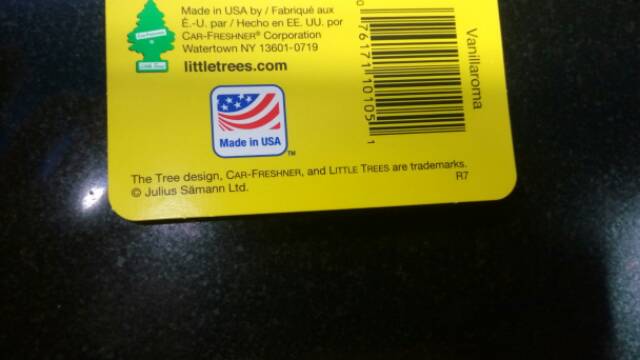 Made in USA by / Fabriqué aux
É.-U. par / Hecho en EE. UU. por
CAR-FRESHNER® Corporation
Watertown NY 13601-0719
littletrees.com
Made in USA
TM
The Tree design, CAR-FRESHNER, and LITTLE TREES are trademarks.
© Julius Sämann Ltd.
R7
0 76171 10105 1
Vanillaroma